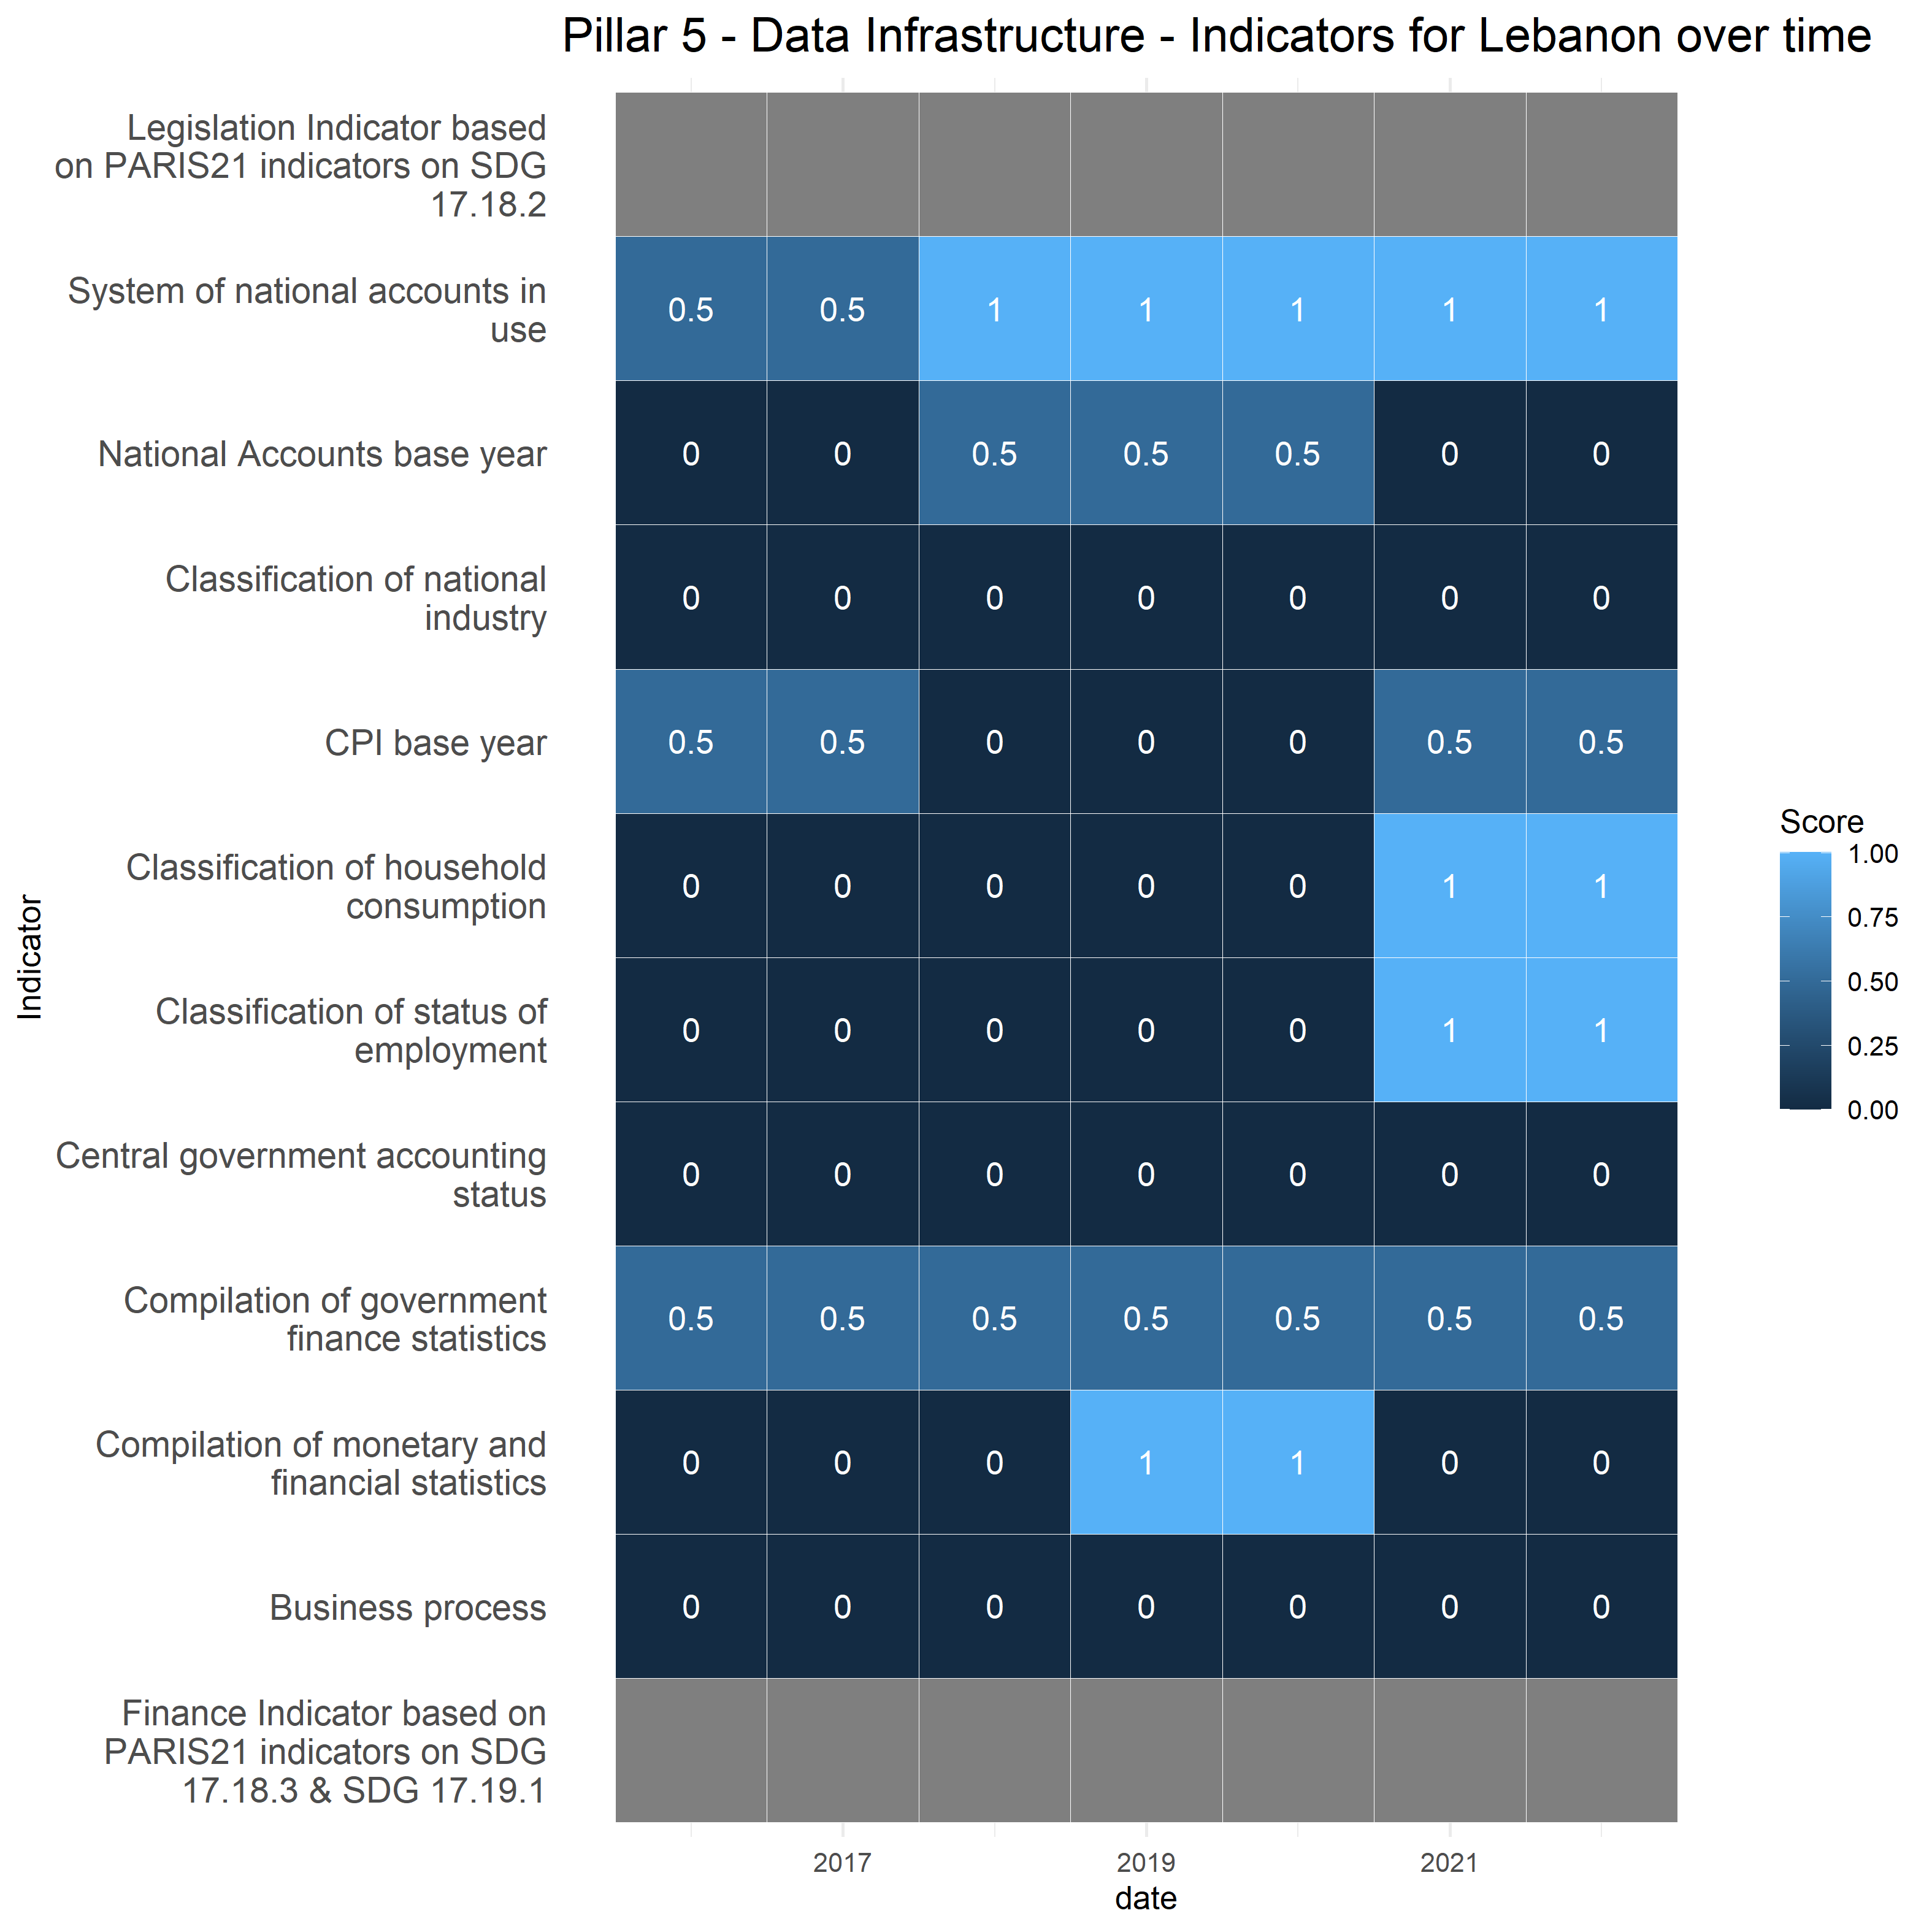 Pillar 5 - Data Infrastructure - Indicators for Lebanon over time
Legislation Indicator based
on PARIS21 indicators on SDG
17.18.2
System of national accounts in
use
0.5 0.5 1 1 1 1 1
National Accounts base year
0 0 0.5 0.5 0.5 0 0
Classification of national
industry
0 0 0 0 0 0 0
CPI base year
0.5 0.5 0 0 0 0.5 0.5
Classification of household
consumption
0 0 0 0 0 1 1
Classification of status of
employment
0 0 0 0 0 1 1
Central government accounting
status
0 0 0 0 0 0 0
Compilation of government
finance statistics
0.5 0.5 0.5 0.5 0.5 0.5 0.5
Compilation of monetary and
financial statistics
0 0 0 1 1 0 0
Business process
0 0 0 0 0 0 0
Finance Indicator based on
PARIS21 indicators on SDG
17.18.3 & SDG 17.19.1
Indicator
2017 2019 2021
date
Score
1.00
0.75
0.50
0.25
0.00